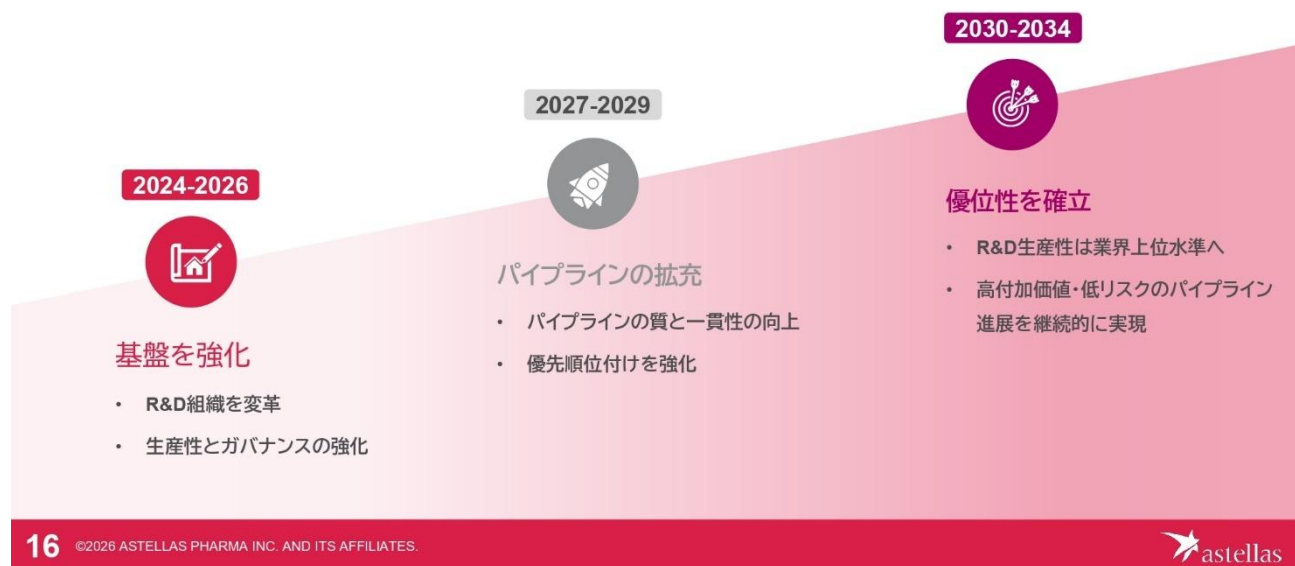 2024-2026
基盤を強化
• R&D組織を変革
• 生産性とガバナンスの強化
2027-2029
パイプラインの拡充
• パイプラインの質と一貫性の向上
• 優先順位付けを強化
2030-2034
優位性を確立
• R&D生産性は業界上位水準へ
• 高付加価値・低リスクのパイプライン
進展を継続的に実現
16 ©2026 ASTELLAS PHARMA INC. AND ITS AFFILIATES.
astellas